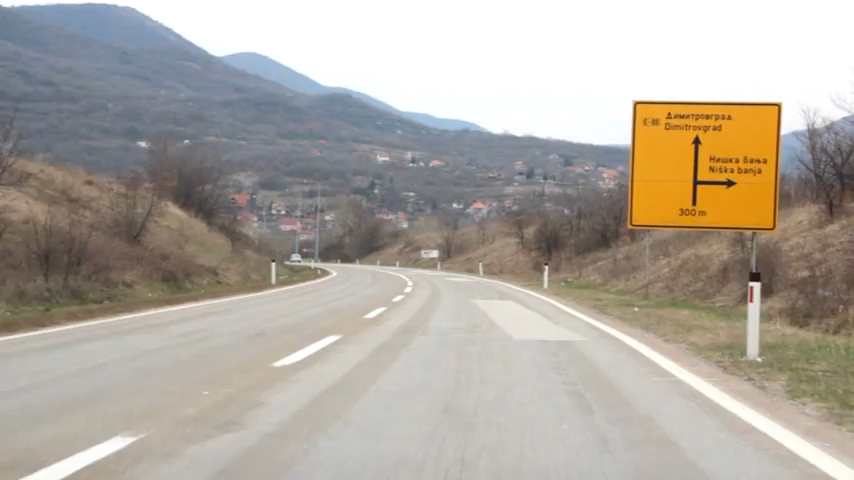 Димитровград
E-80 Dimitrovgrad
Нишка бања
Niška banja
300 m